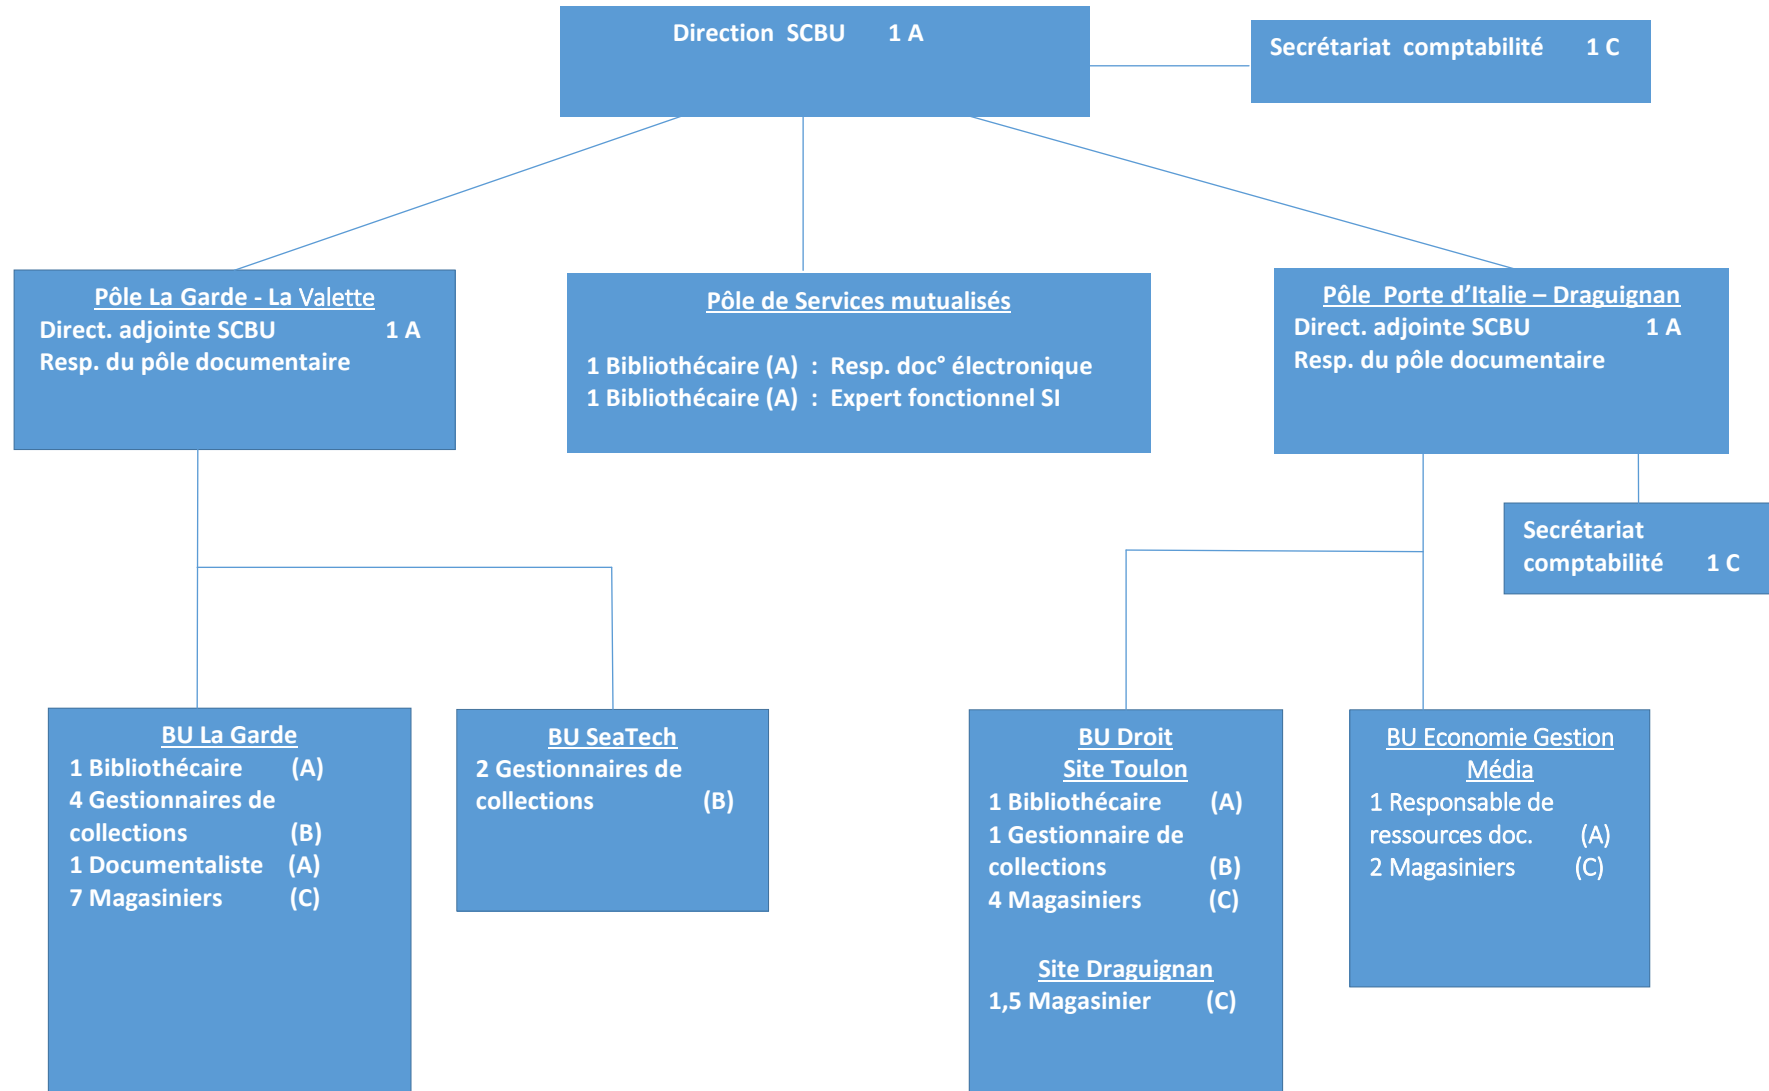 Direction SCBU 1 A
Secrétariat comptabilité 1 C
Pôle La Garde - La Valette
Direct. adjointe SCBU 1 A
Resp. du pôle documentaire
Pôle de Services mutualisés
1 Bibliothécaire (A) : Resp. doc° électronique
1 Bibliothécaire (A) : Expert fonctionnel SI
Pôle Porte d'Italie – Draguignan
Direct. adjointe SCBU 1 A
Resp. du pôle documentaire
Secrétariat
comptabilité 1 C
BU La Garde
1 Bibliothécaire (A)
4 Gestionnaires de
collections (B)
1 Documentaliste (A)
7 Magasiniers (C)
BU SeaTech
2 Gestionnaires de
collections (B)
BU Droit
Site Toulon
1 Bibliothécaire (A)
1 Gestionnaire de
collections (B)
4 Magasiniers (C)
Site Draguignan
1,5 Magasinier (C)
BU Economie Gestion
Média
1 Responsable de
ressources doc. (A)
2 Magasiniers (C)